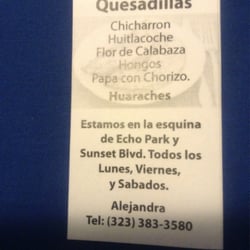 Quesadillas
Chicharron
Huitlacoche
Flor de Calabaza
Hongos
Papa con Chorizo.
Huaraches
Estamos en la esquina
de Echo Park y
Sunset Blvd. Todos los
Lunes, Viernes,
y Sabados.
Alejandra
Tel: (323) 383-3580